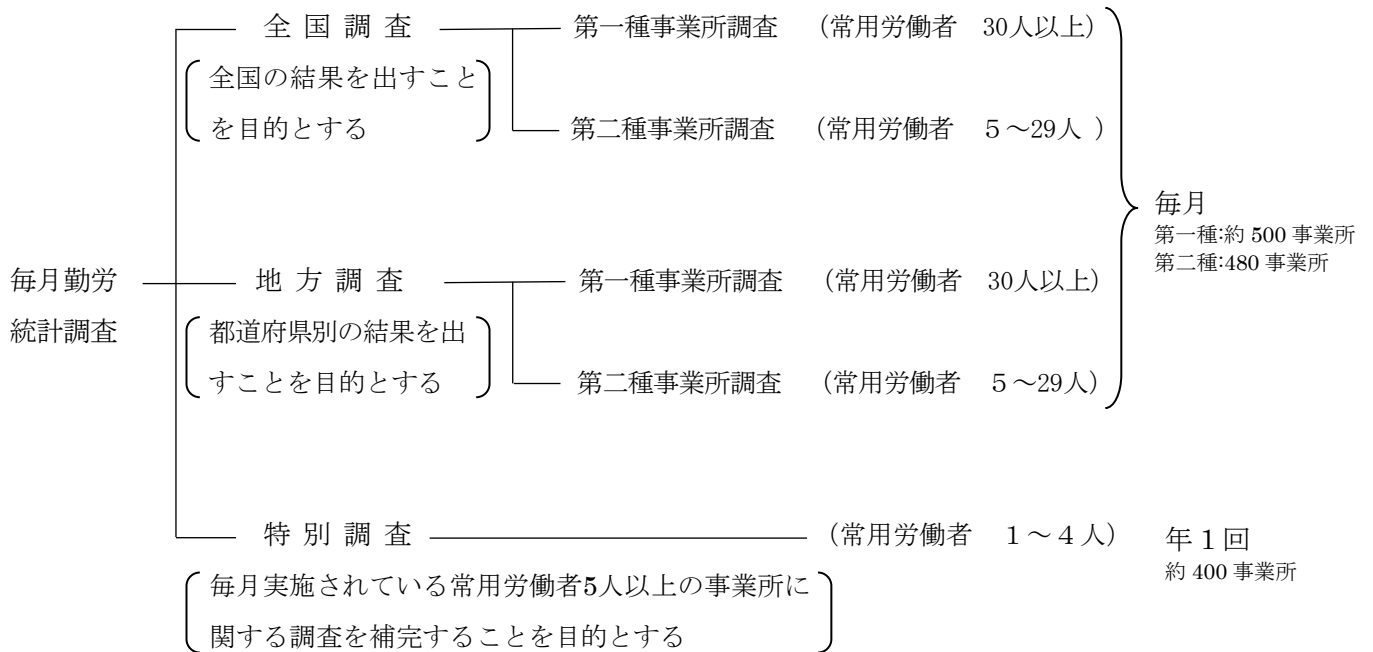 全 国 調 査 第一種事業所調査 （常用労働者　30人以上）
全国の結果を出すこと
を目的とする
第二種事業所調査 （常用労働者　５～29人 ）
毎月
第一種:約 500 事業所
第二種:480 事業所
毎月勤労
統計調査
地 方 調 査 第一種事業所調査 （常用労働者　30人以上）
都道府県別の結果を出
すことを目的とする
第二種事業所調査 （常用労働者　５～29人）
特 別 調 査 （常用労働者　１～４人） 年１回
約 400 事業所
毎月実施されている常用労働者5人以上の事業所に
関する調査を補完することを目的とする